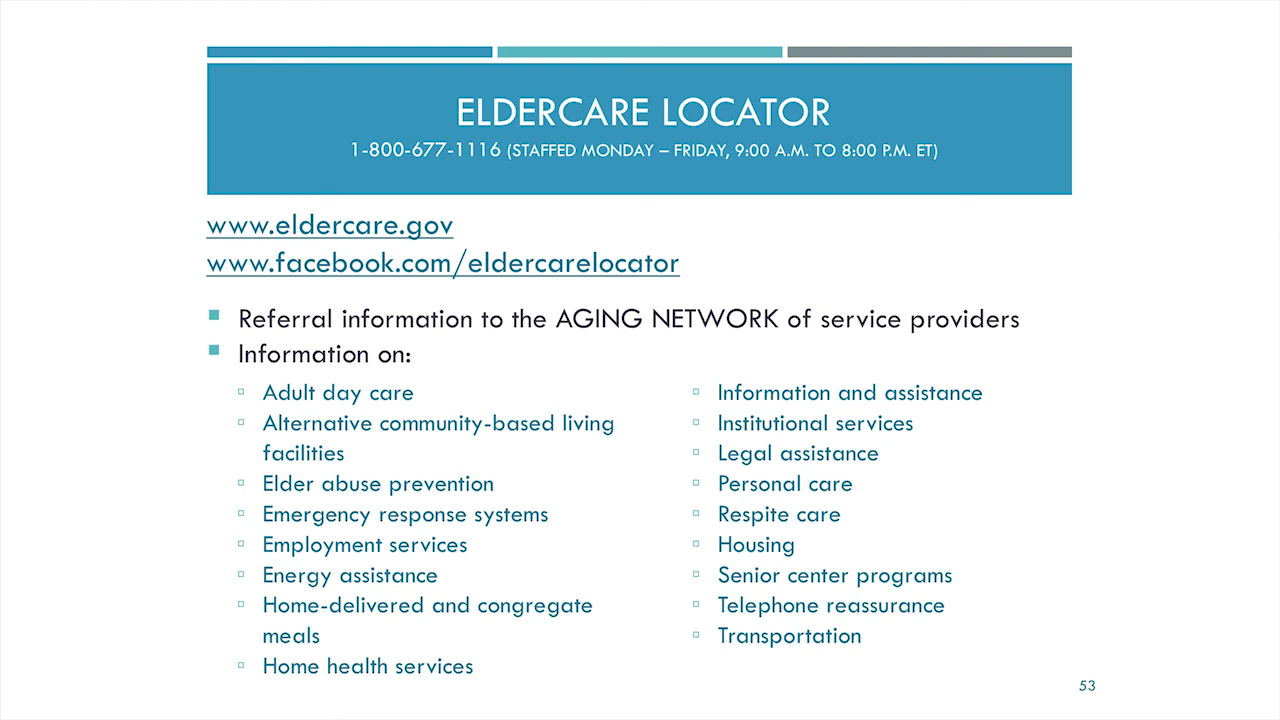 ELDERCARE LOCATOR
1-800-677-1116 (STAFFED MONDAY – FRIDAY, 9:00 A.M. TO 8:00 P.M. ET)
www.eldercare.gov
www.facebook.com/eldercarelocator
Referral information to the AGING NETWORK of service providers
Information on:
Adult day care
Alternative community-based living
facilities
Elder abuse prevention
Emergency response systems
Employment services
Energy assistance
Home-delivered and congregate
meals
Home health services
Information and assistance
Institutional services
Legal assistance
Personal care
Respite care
Housing
Senior center programs
Telephone reassurance
Transportation
53